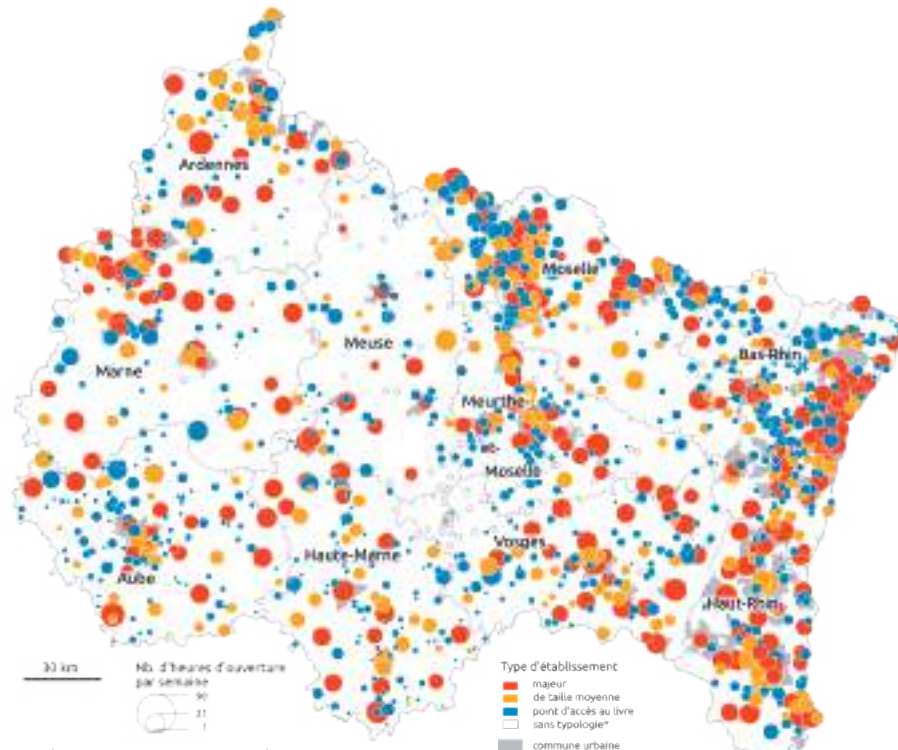 Ardennes
Moselle
Meuse
Bas-Rhin
Marne
Meurthe-
et-
Moselle
Vosges
Haute-Marne
Aube
Haut-Rhin
30 km
Nb. d'heures d'ouverture
par semaine
90
21
1
Type d'établissement
majeur
de taille moyenne
point d'accès au livre
sans typologie*
commune urbaine